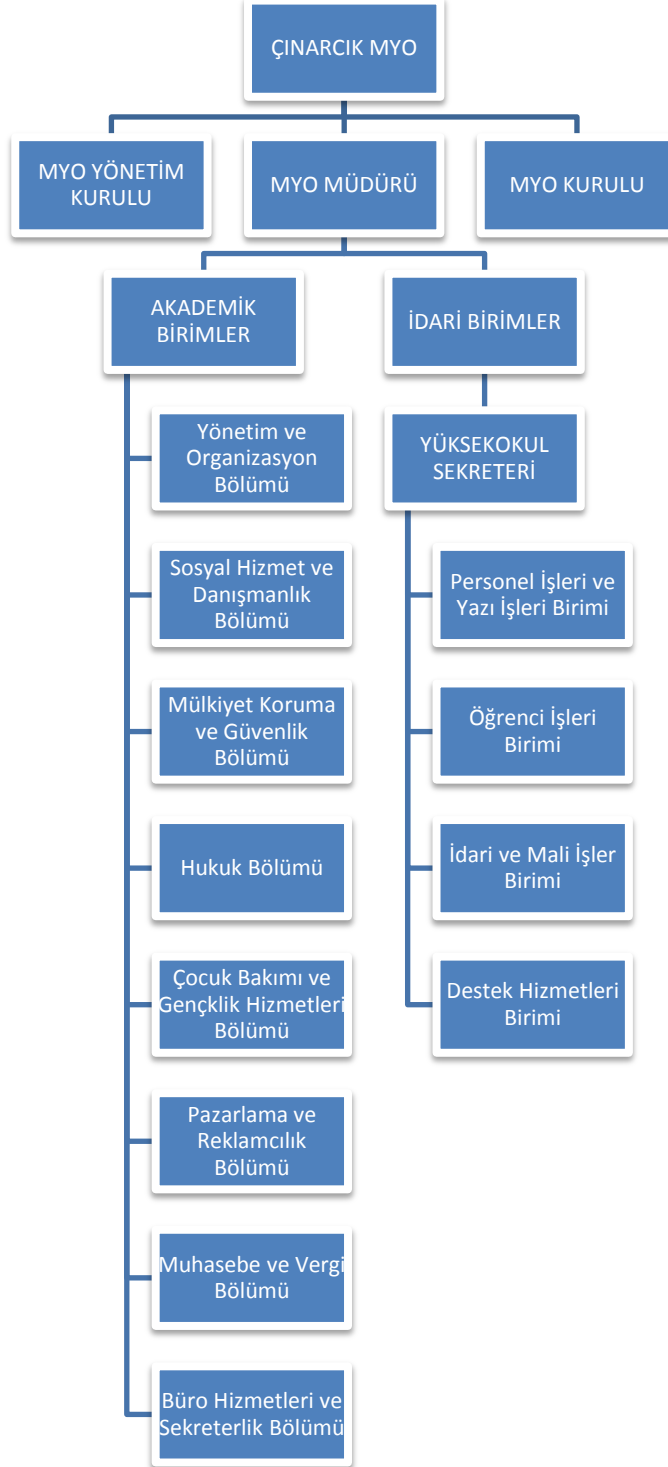 ÇINARCIK MYO
MYO YÖNETİM
KURULU
MYO MÜDÜRÜ
MYO KURULU
AKADEMİK
BİRİMLER
İDARİ BİRİMLER
Yönetim ve
Organizasyon
Bölümü
Sosyal Hizmet ve
Danışmanlık
Bölümü
Mülkiyet Koruma
ve Güvenlik
Bölümü
Hukuk Bölümü
Çocuk Bakımı ve
Gençklik Hizmetleri
Bölümü
Pazarlama ve
Reklamcılık
Bölümü
Muhasebe ve Vergi
Bölümü
Büro Hizmetleri ve
Sekreterlik Bölümü
YÜKSEKOKUL
SEKRETERİ
Personel İşleri ve
Yazı İşleri Birimi
Öğrenci İşleri
Birimi
İdari ve Mali İşler
Birimi
Destek Hizmetleri
Birimi